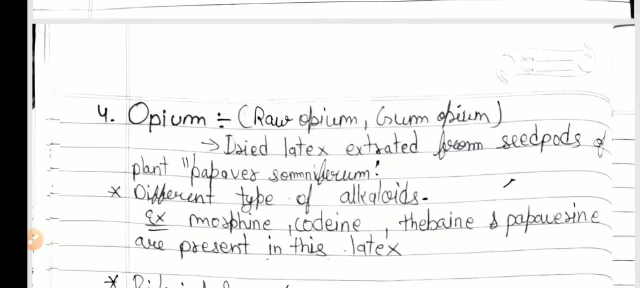 4. Opium :- (Raw opium, Gum opium)
→ Dried latex extrated from seedpods of
plant "papaver somniferum".
* Different type of alkaloids -
Ex morphine, codeine, thebaine & papaverine
are present in this latex
*